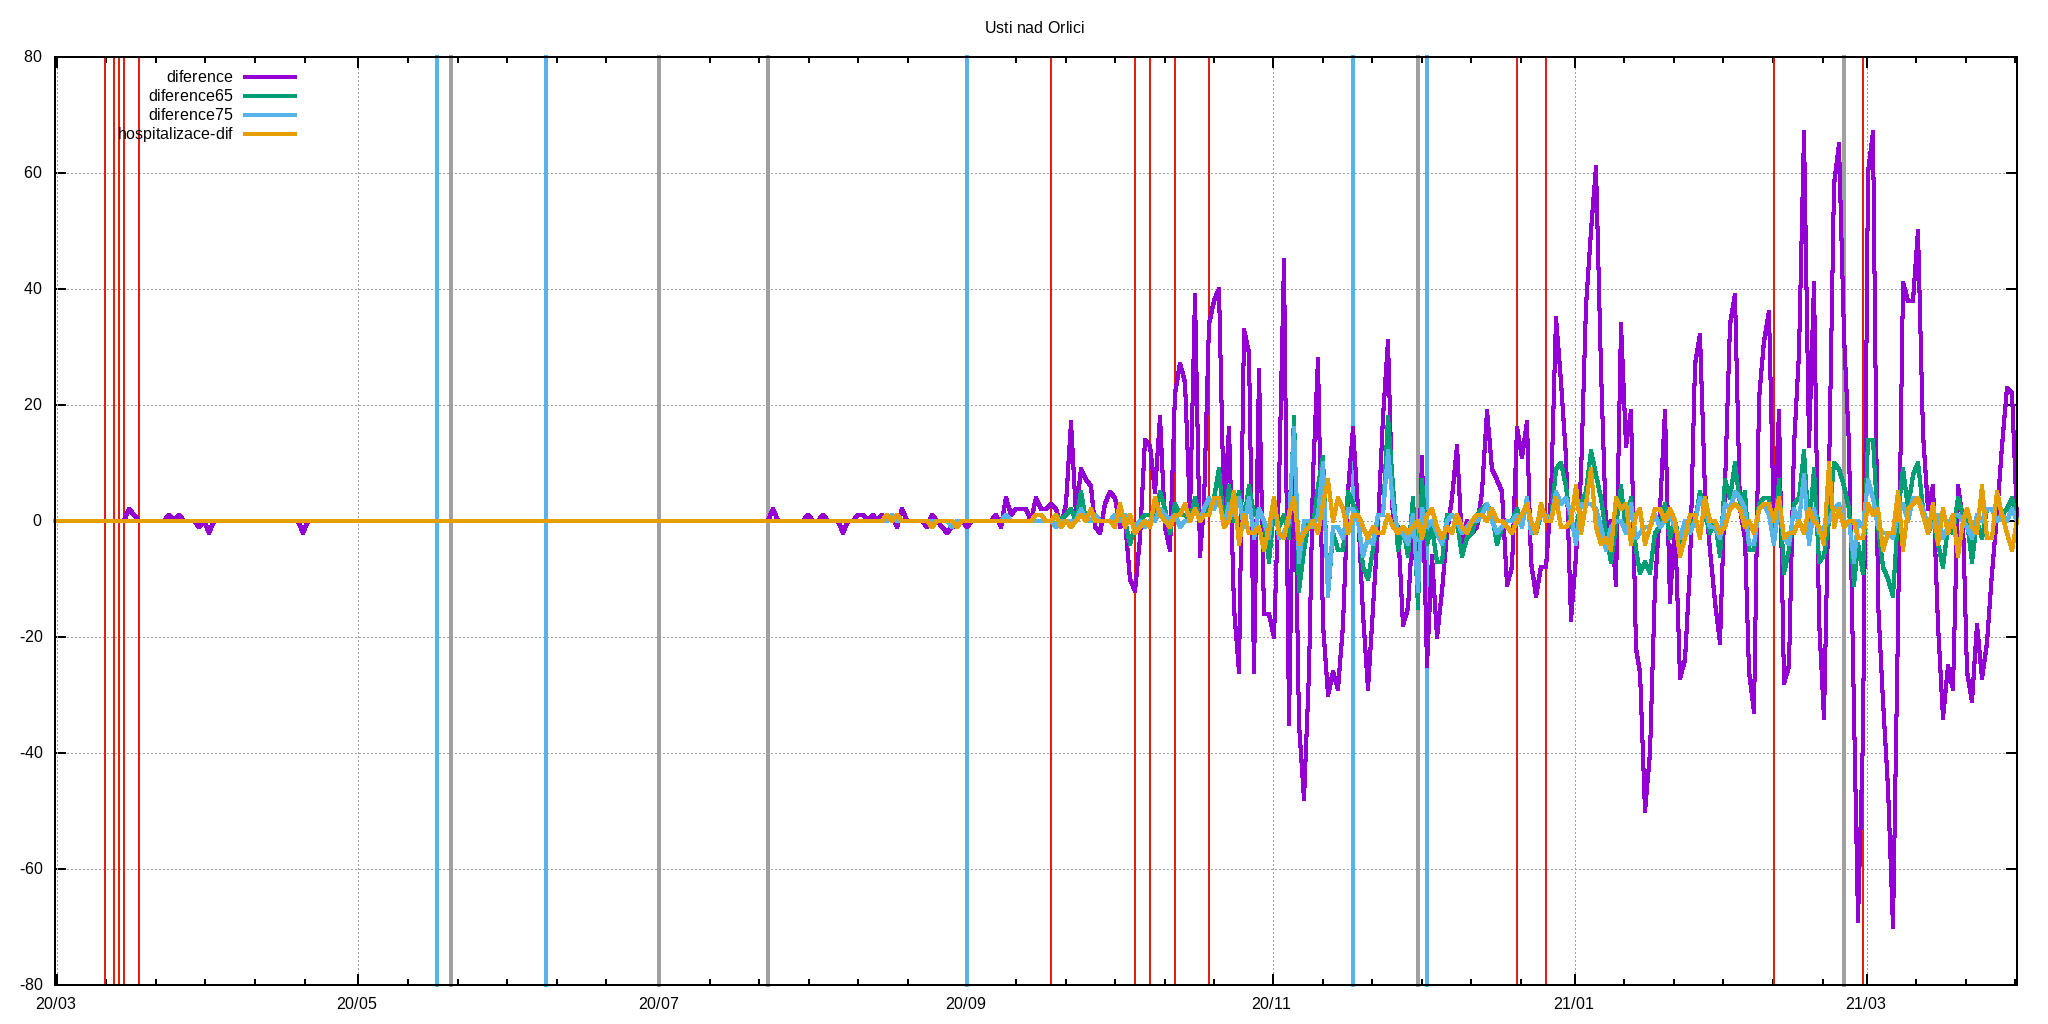 Usti nad Orlici
diference
diference65
diference75
hospitalizace-dif
80
60
40
20
0
-20
-40
-60
-80
20/03 20/05 20/07 20/09 20/11 21/01 21/03